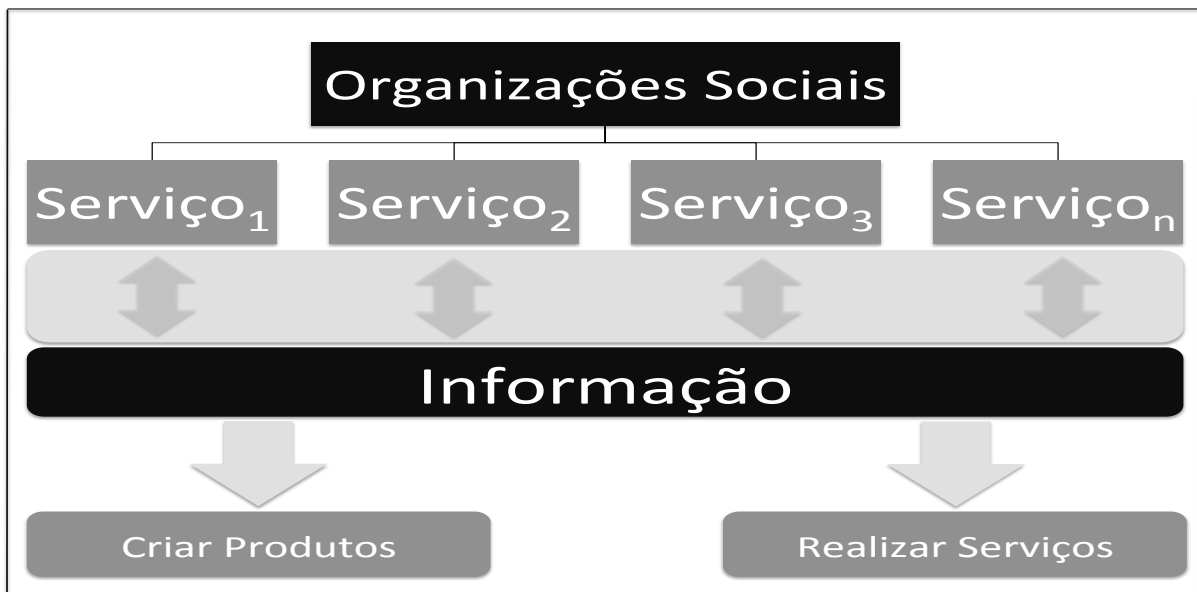 Organizações Sociais
Serviço₁ Serviço₂ Serviço₃ Serviçoₙ
Informação
Criar Produtos Realizar Serviços